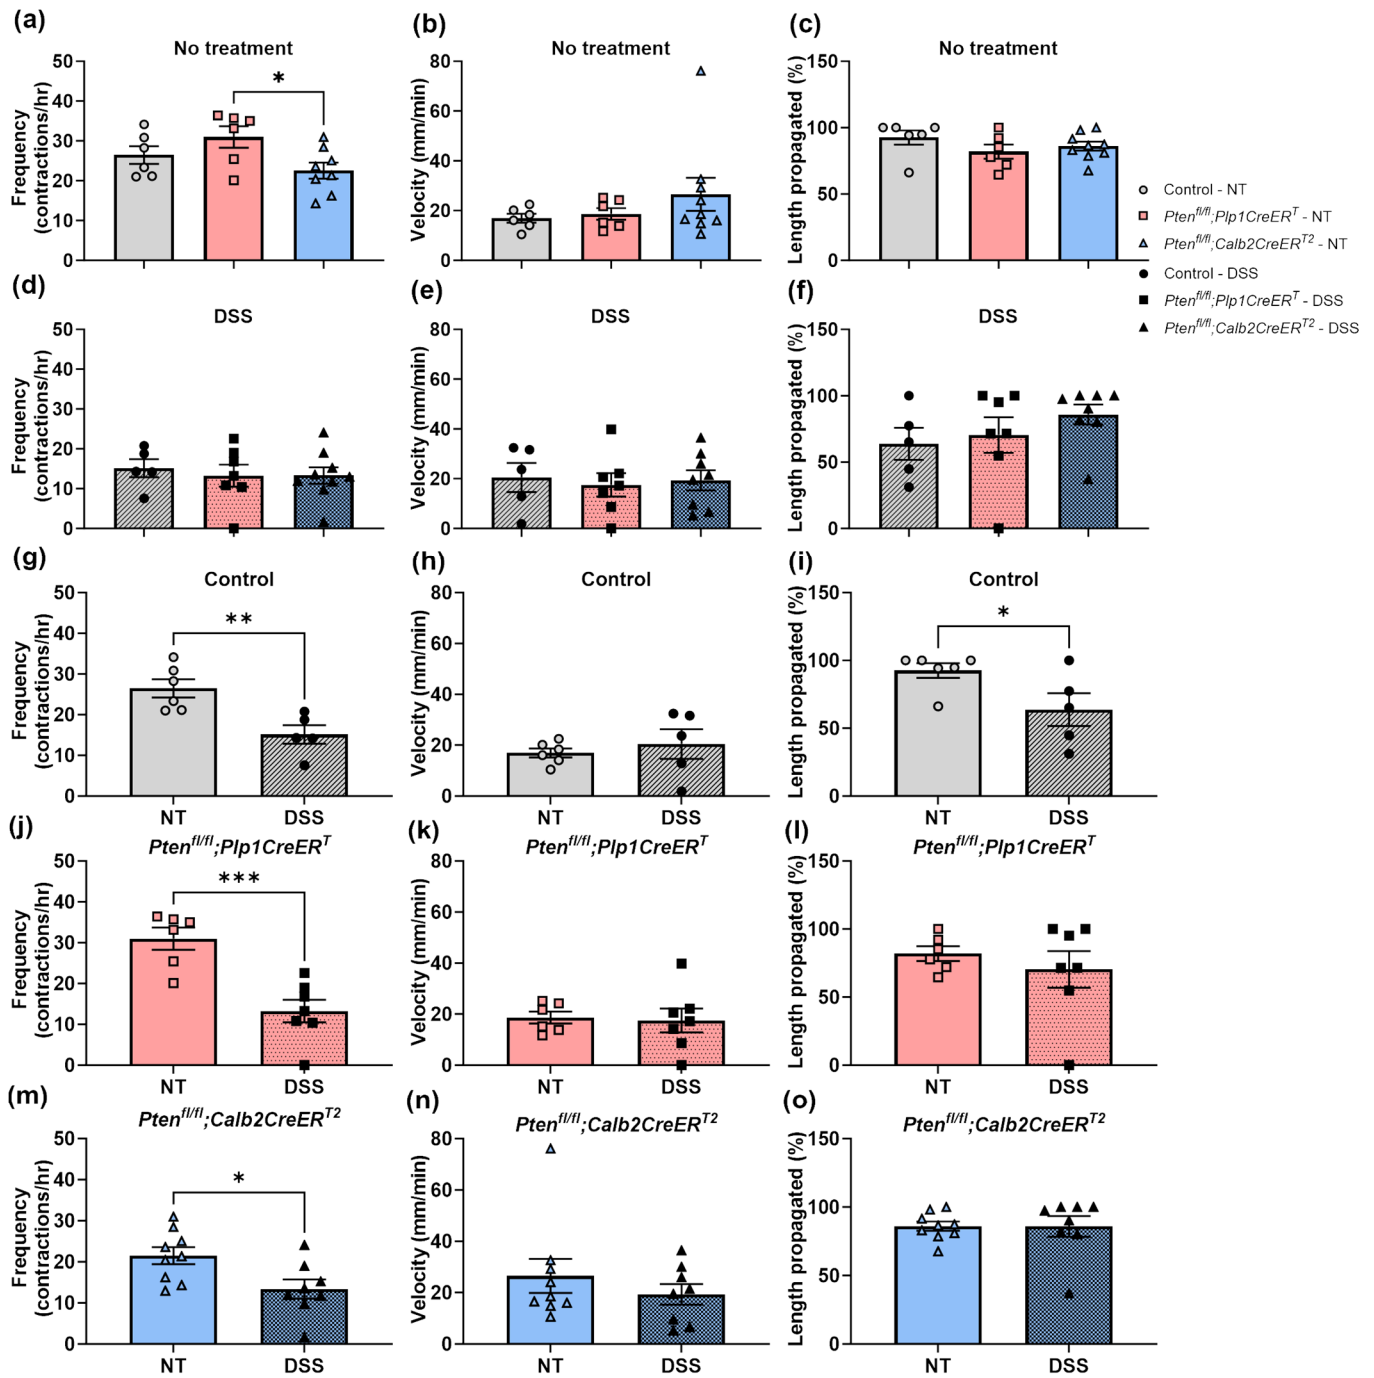 (a)
No treatment
*
Frequency
(contractions/hr)
50
40
30
20
10
0
(b)
No treatment
Velocity (mm/min)
80
60
40
20
0
(c)
No treatment
Length propagated (%)
150
100
50
0
Control - NT
Pten^fl/fl;Plp1CreER^T - NT
Pten^fl/fl;Calb2CreER^T2 - NT
Control - DSS
Pten^fl/fl;Plp1CreER^T - DSS
Pten^fl/fl;Calb2CreER^T2 - DSS
(d)
DSS
Frequency
(contractions/hr)
50
40
30
20
10
0
(e)
DSS
Velocity (mm/min)
80
60
40
20
0
(f)
DSS
Length propagated (%)
150
100
50
0
(g)
Control
**
Frequency
(contractions/hr)
50
40
30
20
10
0
NT DSS
(h)
Control
Velocity (mm/min)
80
60
40
20
0
NT DSS
(i)
Control
*
Length propagated (%)
150
100
50
0
NT DSS
(j)
Pten^fl/fl;Plp1CreER^T
***
Frequency
(contractions/hr)
50
40
30
20
10
0
NT DSS
(k)
Pten^fl/fl;Plp1CreER^T
Velocity (mm/min)
80
60
40
20
0
NT DSS
(l)
Pten^fl/fl;Plp1CreER^T
Length propagated (%)
150
100
50
0
NT DSS
(m)
Pten^fl/fl;Calb2CreER^T2
*
Frequency
(contractions/hr)
50
40
30
20
10
0
NT DSS
(n)
Pten^fl/fl;Calb2CreER^T2
Velocity (mm/min)
80
60
40
20
0
NT DSS
(o)
Pten^fl/fl;Calb2CreER^T2
Length propagated (%)
150
100
50
0
NT DSS